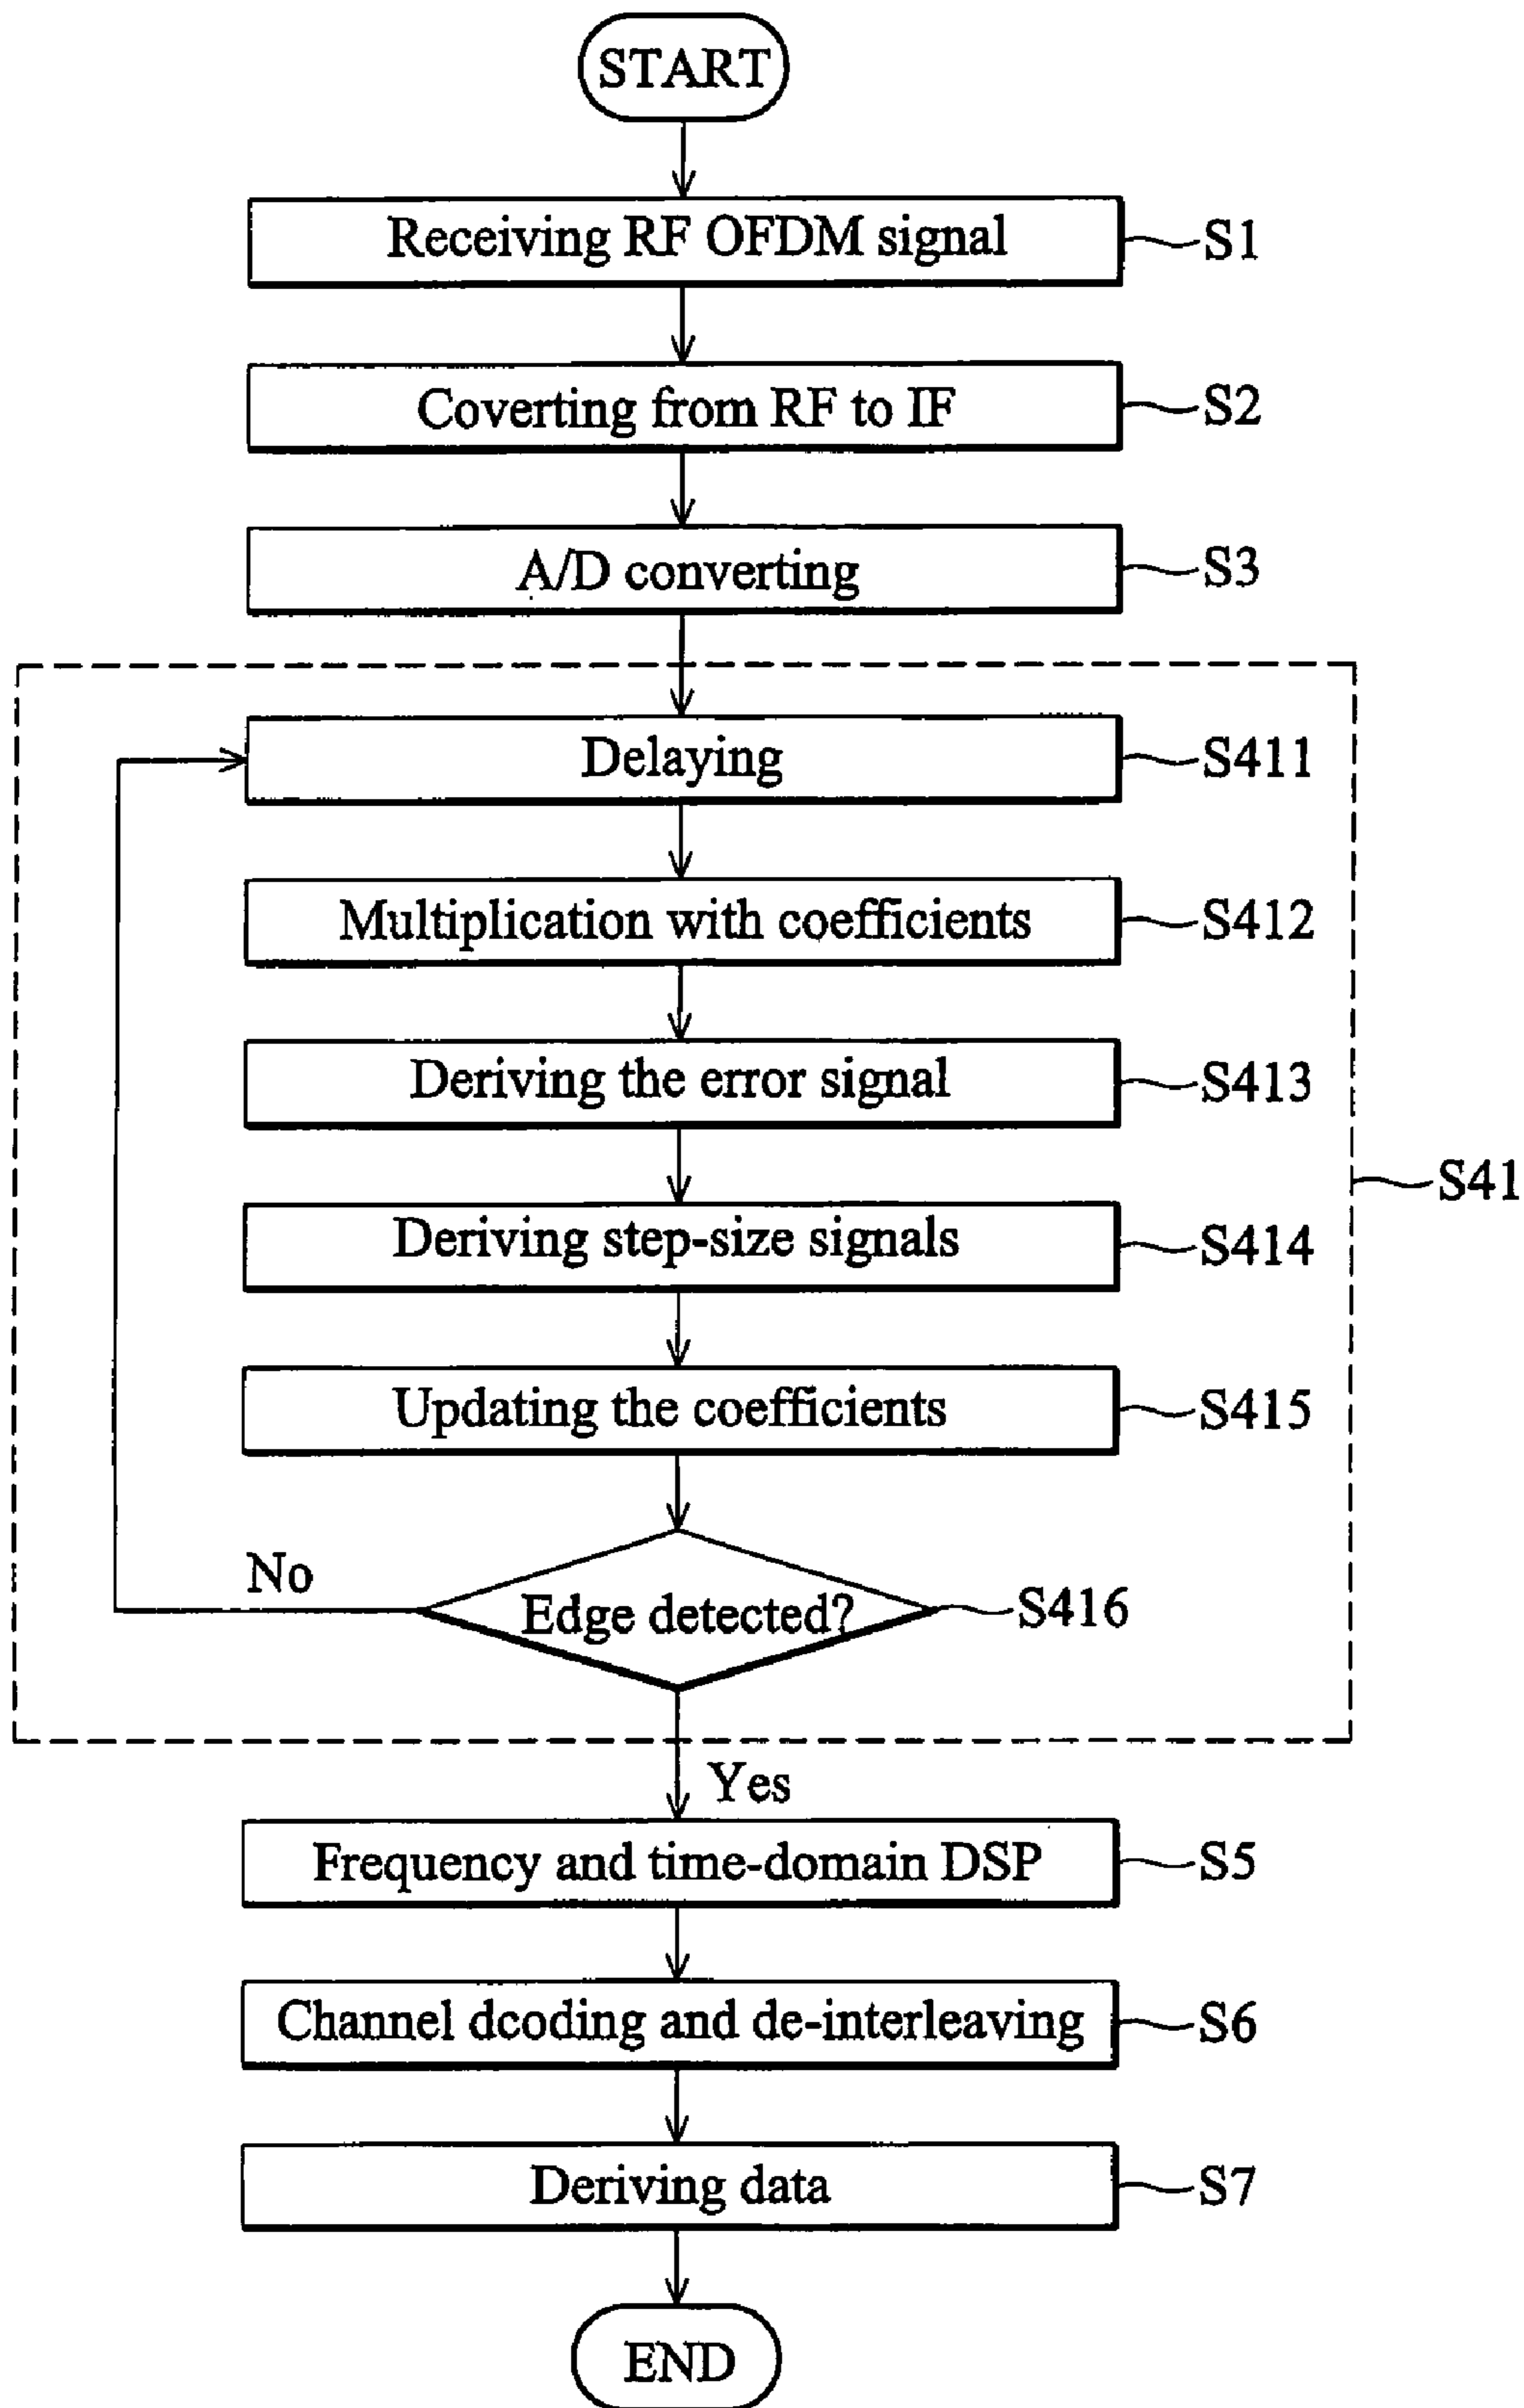 START
Receiving RF OFDM signal
S1
Coverting from RF to IF
S2
A/D converting
S3
Delaying
S411
Multiplication with coefficients
S412
Deriving the error signal
S413
S41
Deriving step-size signals
S414
Updating the coefficients
S415
No
Edge detected?
S416
Yes
Frequency and time-domain DSP
S5
Channel dcoding and de-interleaving
S6
Deriving data
S7
END